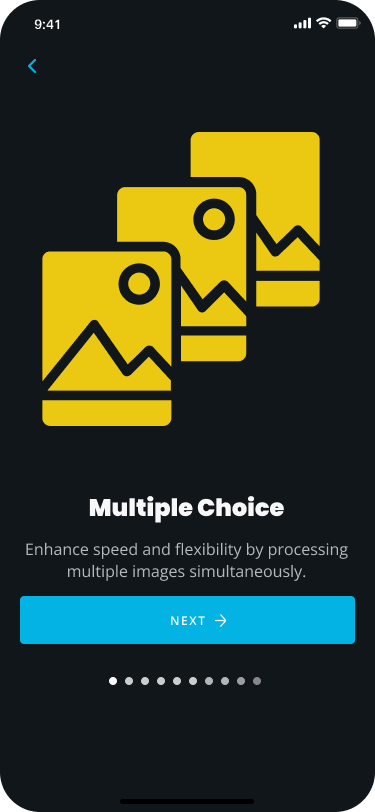 9:41
Multiple Choice
Enhance speed and flexibility by processing
multiple images simultaneously.
NEXT